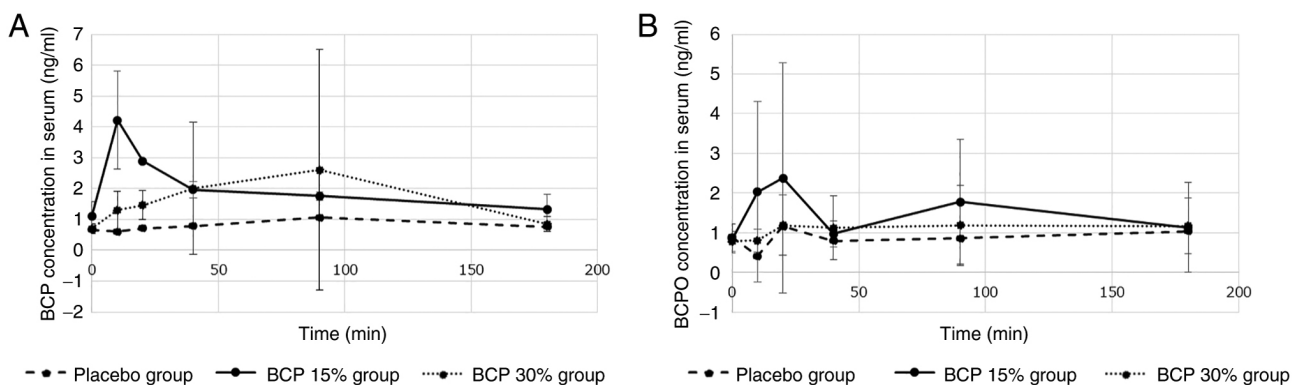 A
BCP concentration in serum (ng/ml)
7
6
5
4
3
2
1
0
−1
−2
0
50
100
150
200
Time (min)
Placebo group
BCP 15% group
BCP 30% group
B
BCPO concentration in serum (ng/ml)
6
5
4
3
2
1
0
−1
0
50
100
150
200
Time (min)
Placebo group
BCP 15% group
BCP 30% group